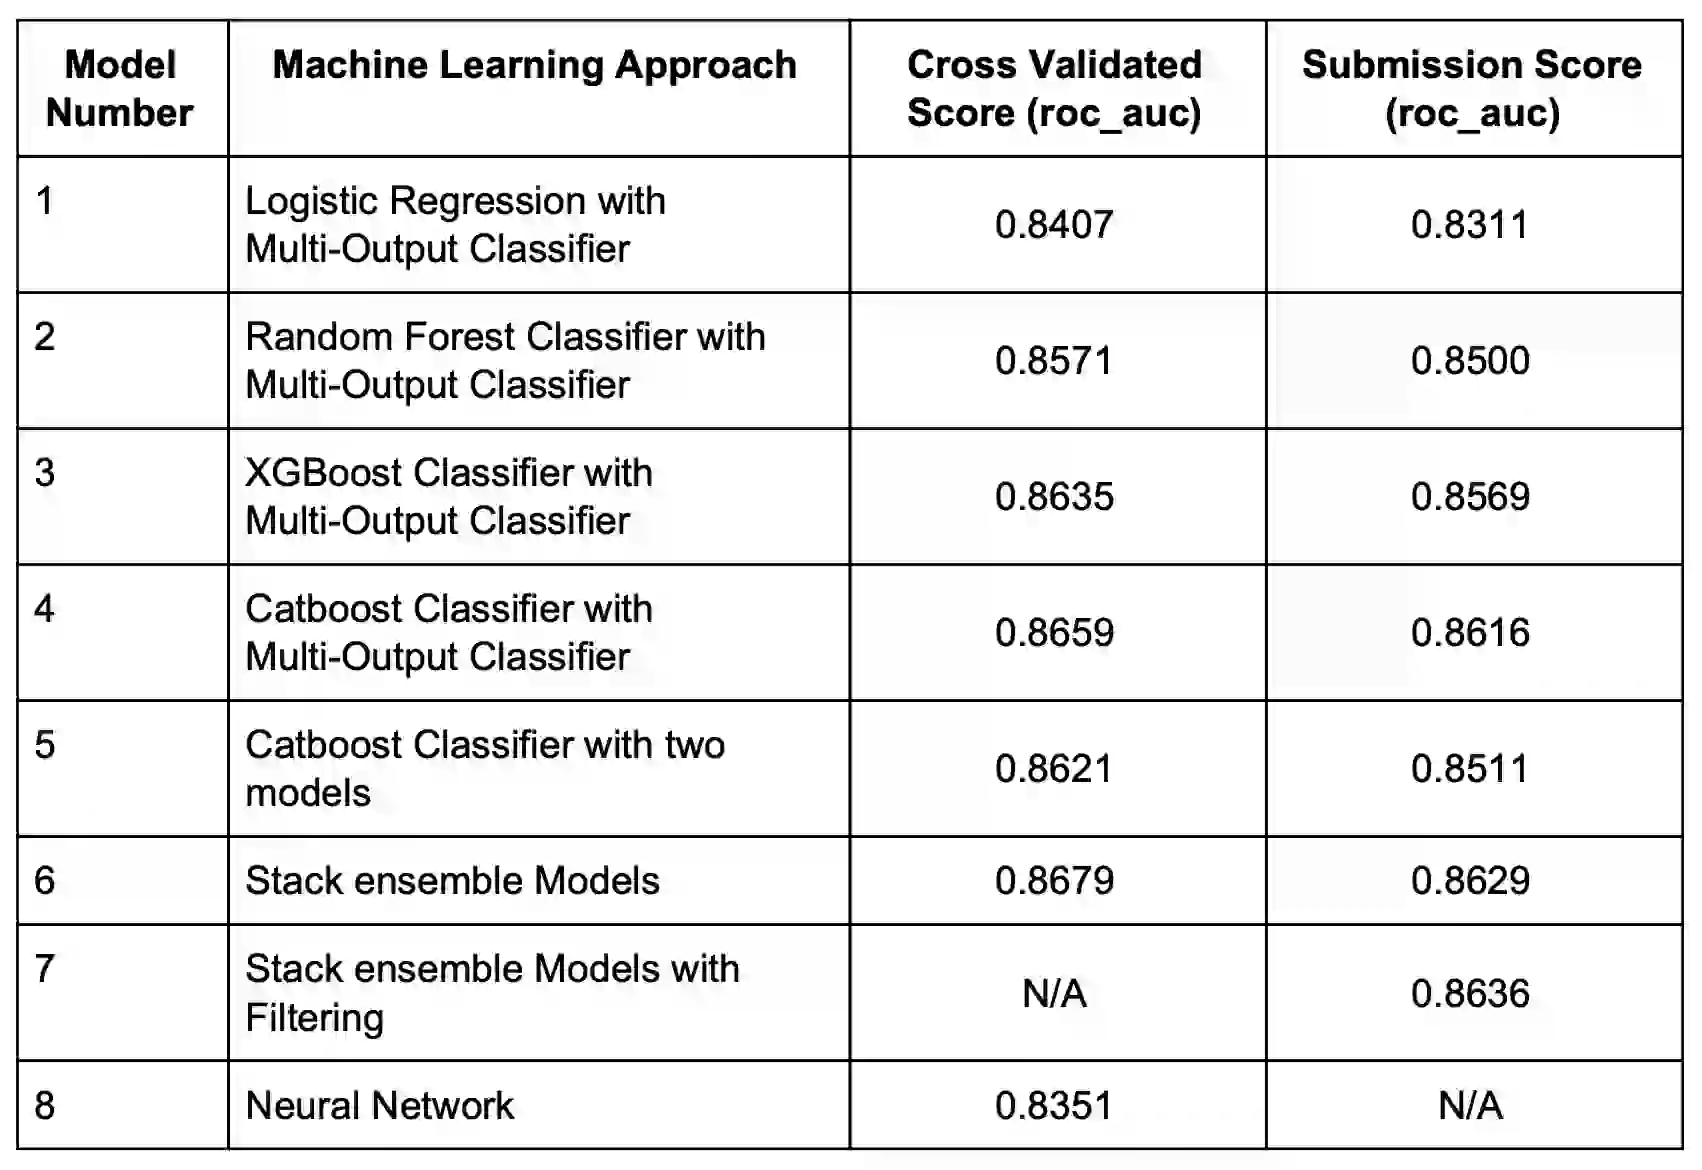 Model Number
Machine Learning Approach
Cross Validated Score (roc_auc)
Submission Score (roc_auc)
1
Logistic Regression with
Multi-Output Classifier
0.8407
0.8311
2
Random Forest Classifier with
Multi-Output Classifier
0.8571
0.8500
3
XGBoost Classifier with
Multi-Output Classifier
0.8635
0.8569
4
Catboost Classifier with
Multi-Output Classifier
0.8659
0.8616
5
Catboost Classifier with two
models
0.8621
0.8511
6
Stack ensemble Models
0.8679
0.8629
7
Stack ensemble Models with
Filtering
N/A
0.8636
8
Neural Network
0.8351
N/A